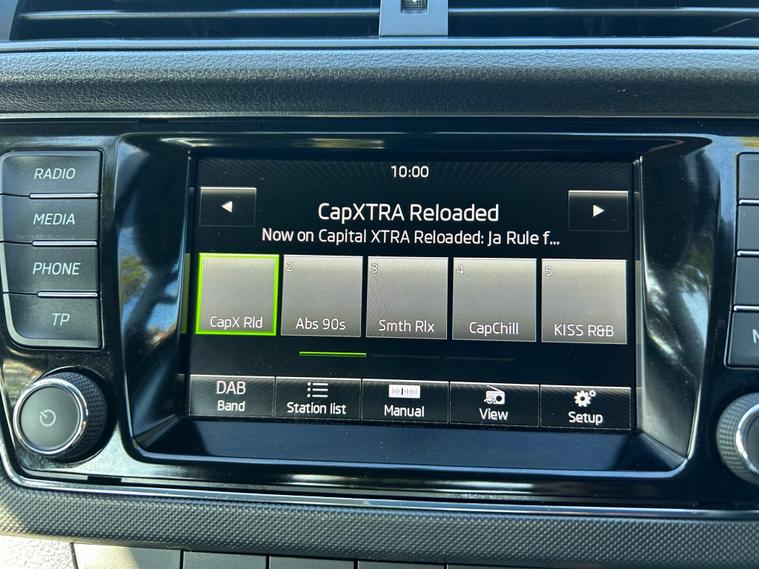 10:00
CapXTRA Reloaded
Now on Capital XTRA Reloaded: Ja Rule f...
RADIO
MEDIA
PHONE
TP
1
2
3
4
5
CapX Rld
Abs 90s
Smth Rlx
CapChill
KISS R&B
DAB
Band
Station list
Manual
View
Setup